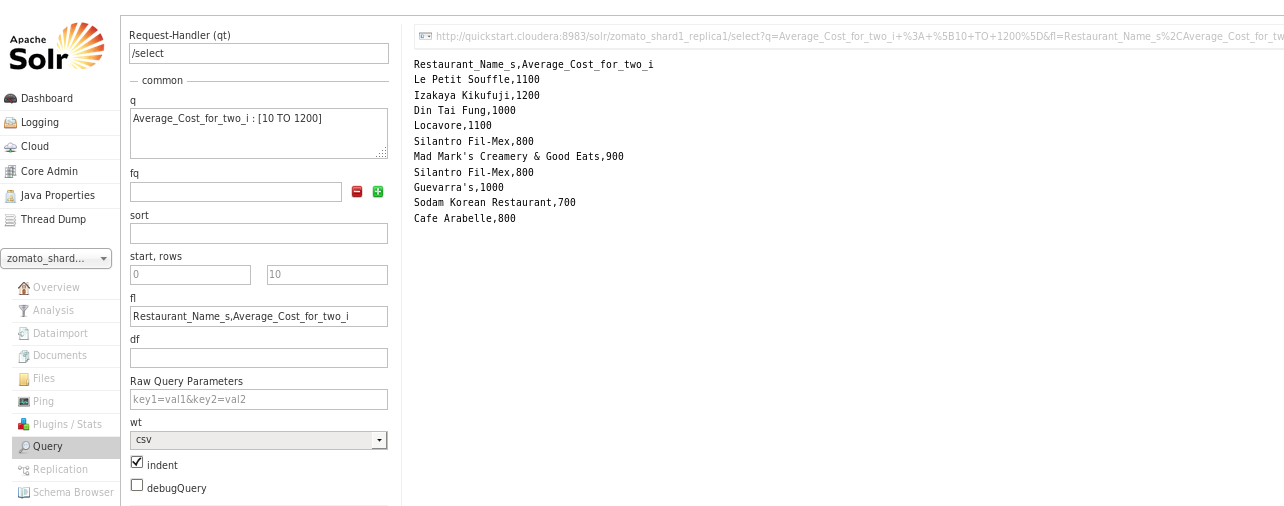 Apache
Solr
Dashboard
Logging
Cloud
Core Admin
Java Properties
Thread Dump
zomato_shard...
Overview
Analysis
Dataimport
Documents
Files
Ping
Plugins / Stats
Query
Replication
Schema Browser
Request-Handler (qt)
/select
common
q
Average_Cost_for_two_i : [10 TO 1200]
fq
sort
start, rows
0 10
fl
Restaurant_Name_s,Average_Cost_for_two_i
df
Raw Query Parameters
key1=val1&key2=val2
wt
csv
indent
debugQuery
http://quickstart.cloudera:8983/solr/zomato_shard1_replica1/select?q=Average_Cost_for_two_i+%3A+%5B10+TO+1200%5D&fl=Restaurant_Name_s%2CAverage_Cost_for_tw
Restaurant_Name_s,Average_Cost_for_two_i
Le Petit Souffle,1100
Izakaya Kikufuji,1200
Din Tai Fung,1000
Locavore,1100
Silantro Fil-Mex,800
Mad Mark's Creamery & Good Eats,900
Silantro Fil-Mex,800
Guevarra's,1000
Sodam Korean Restaurant,700
Cafe Arabelle,800